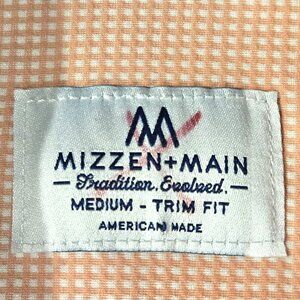 MIZZEN+MAIN
Tradition. Evolved.
MEDIUM - TRIM FIT
AMERICAN MADE